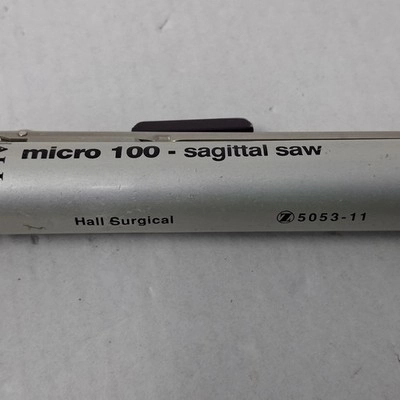 micro 100 - sagittal saw
Hall Surgical Ⓩ 5053-11